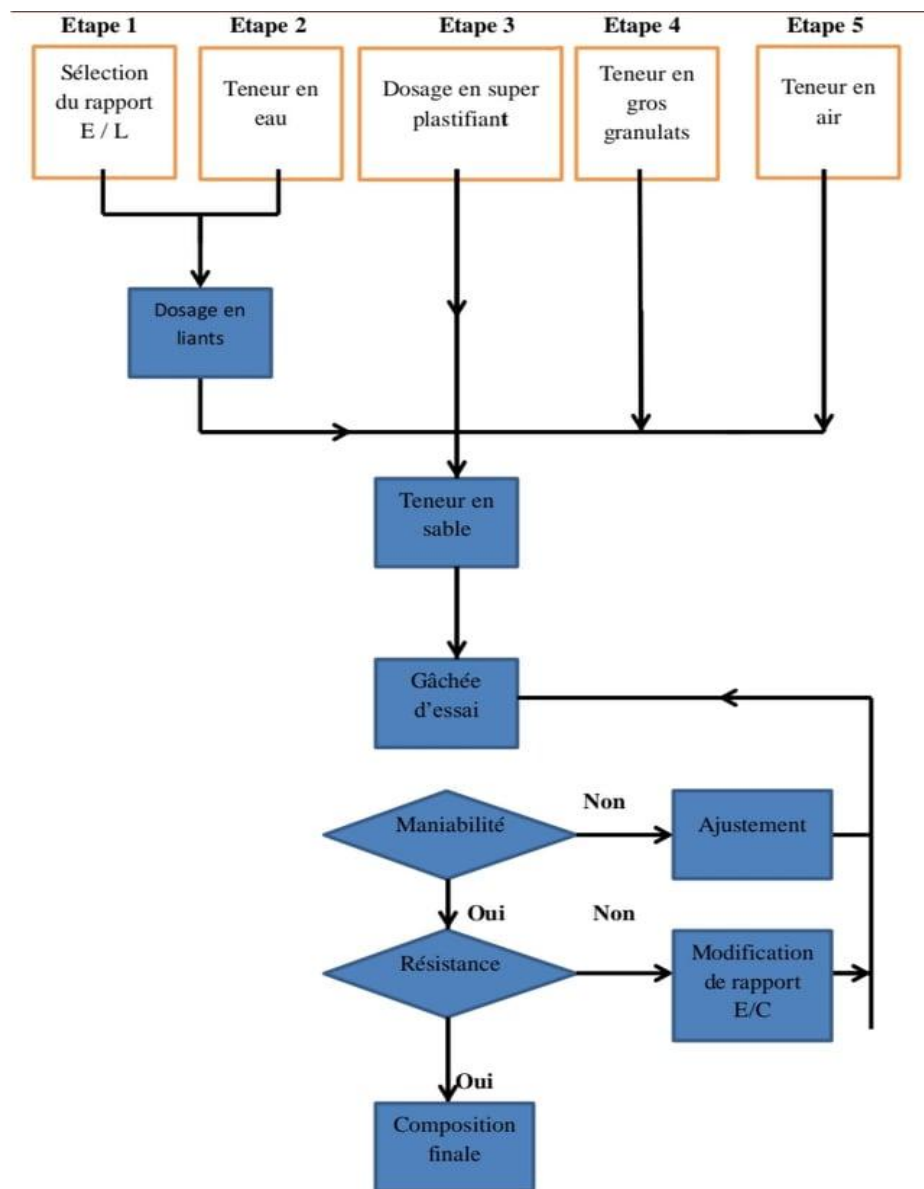 Etape 1 Etape 2 Etape 3 Etape 4 Etape 5
Sélection
du rapport
E / L
Teneur en
eau
Dosage en super
plastifiant
Teneur en
gros
granulats
Teneur en
air
Dosage en
liants
Teneur en
sable
Gâchée
d'essai
Maniabilité
Non
Ajustement
Oui
Non
Résistance
Modification
de rapport
E/C
Oui
Composition
finale